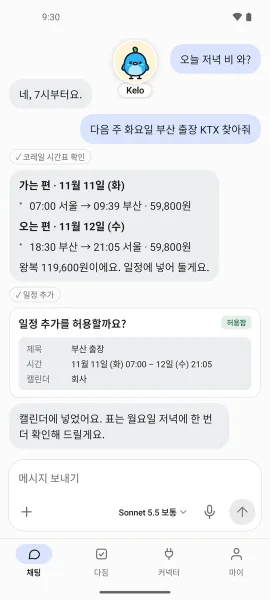 9:30
오늘 저녁 비 와?
Kelo
네, 7시부터요.
다음 주 화요일 부산 출장 KTX 찾아줘
✓ 코레일 시간표 확인
가는 편 · 11월 11일 (화)
• 07:00 서울 → 09:39 부산 · 59,800원
오는 편 · 11월 12일 (수)
• 18:30 부산 → 21:05 서울 · 59,800원
왕복 119,600원이에요. 일정에 넣어 둘게요.
✓ 일정 추가
일정 추가를 허용할까요? 허용함
제목 부산 출장
시간 11월 11일 (화) 07:00 – 12일 (수) 21:05
캘린더 회사
캘린더에 넣었어요. 표는 월요일 저녁에 한 번
더 확인해 드릴게요.
메시지 보내기
Sonnet 5.5 보통
채팅 다짐 커넥터 마이